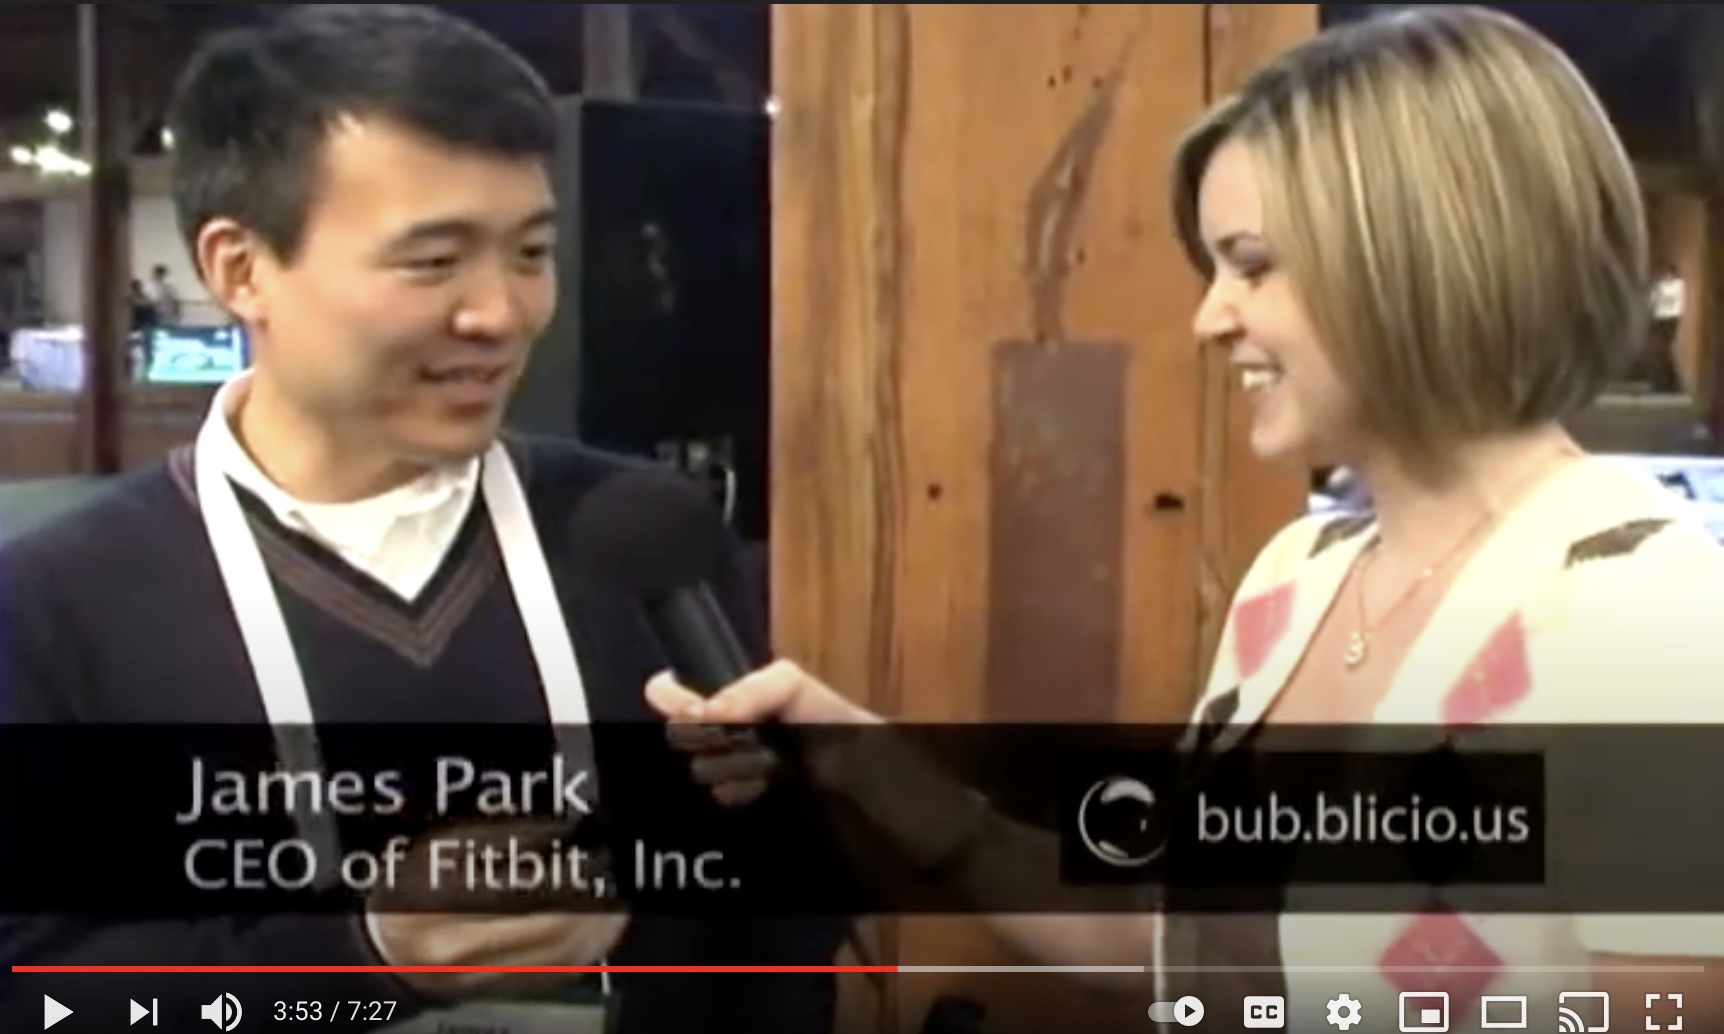 James Park
CEO of Fitbit, Inc.
bub.blicio.us
3:53 / 7:27
CC